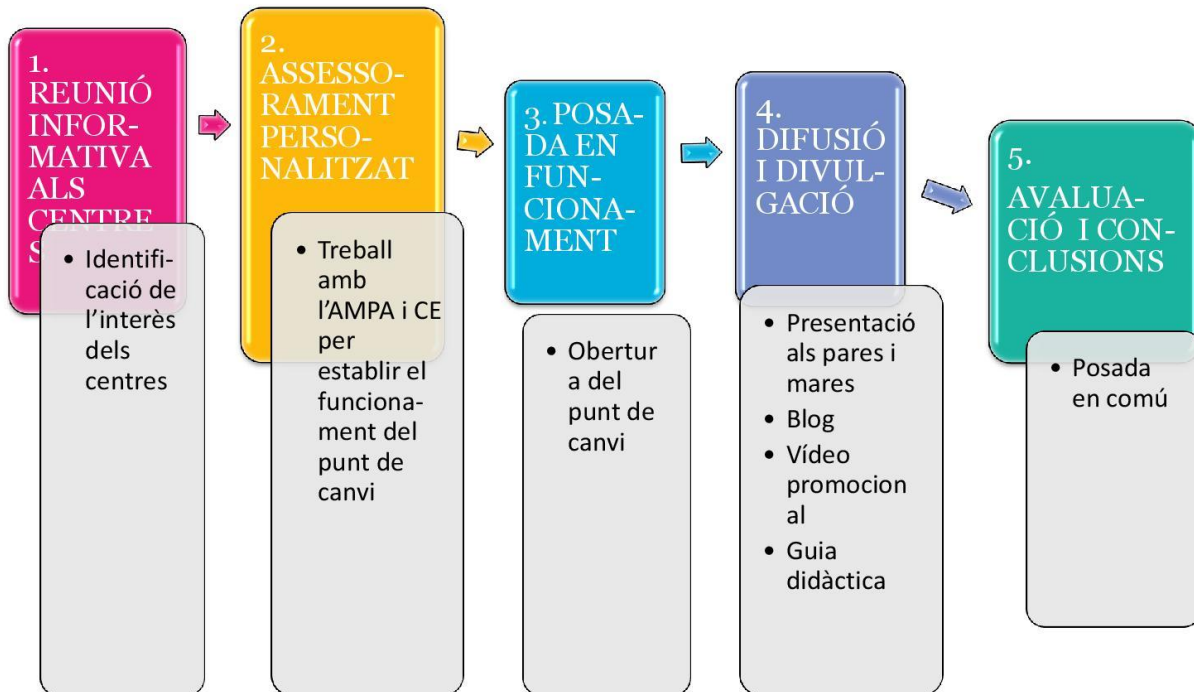 1.
REUNIÓ
INFOR-
MATIVA
ALS
CENTRE
S
• Identifi-
cació de
l'interès
dels
centres
2.
ASSESSO-
RAMENT
PERSO-
NALITZAT
• Treball
amb
l'AMPA i CE
per
establir el
funciona-
ment del
punt de
canvi
3. POSA-
DA EN
FUN-
CIONA-
MENT
• Obertur
a del
punt de
canvi
4.
DIFUSIÓ
I DIVUL-
GACIÓ
• Presentació
als pares i
mares
• Blog
• Vídeo
promocion
al
• Guia
didàctica
5.
AVALUA-
CIÓ I CON-
CLUSIONS
• Posada
en comú